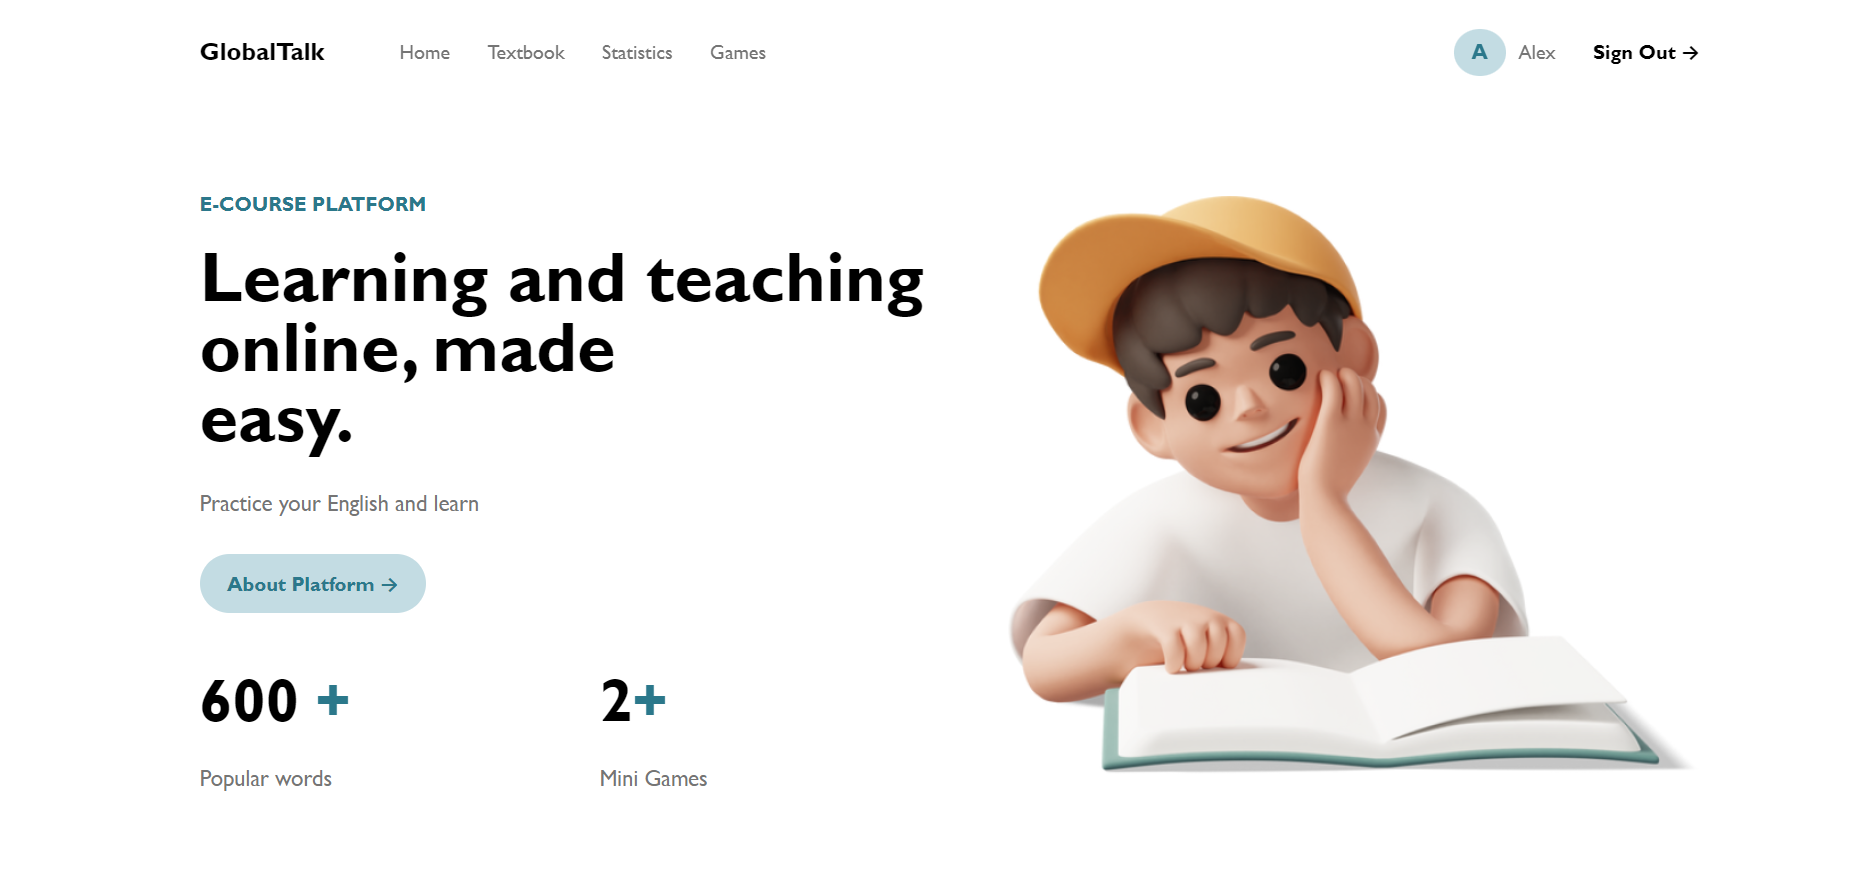 GlobalTalk Home Textbook Statistics Games A Alex Sign Out →
E-COURSE PLATFORM
Learning and teaching
online, made
easy.
Practice your English and learn
About Platform →
600 + 2+
Popular words Mini Games